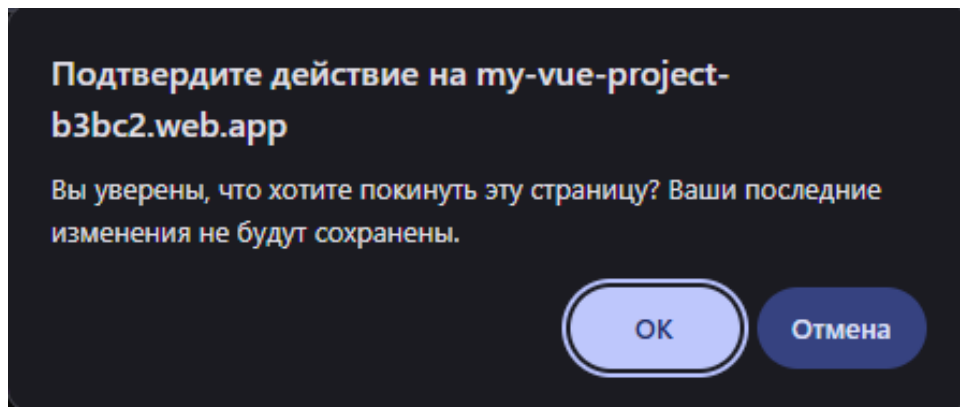 Подтвердите действие на my-vue-project-
b3bc2.web.app
Вы уверены, что хотите покинуть эту страницу? Ваши последние
изменения не будут сохранены.
ОК
Отмена